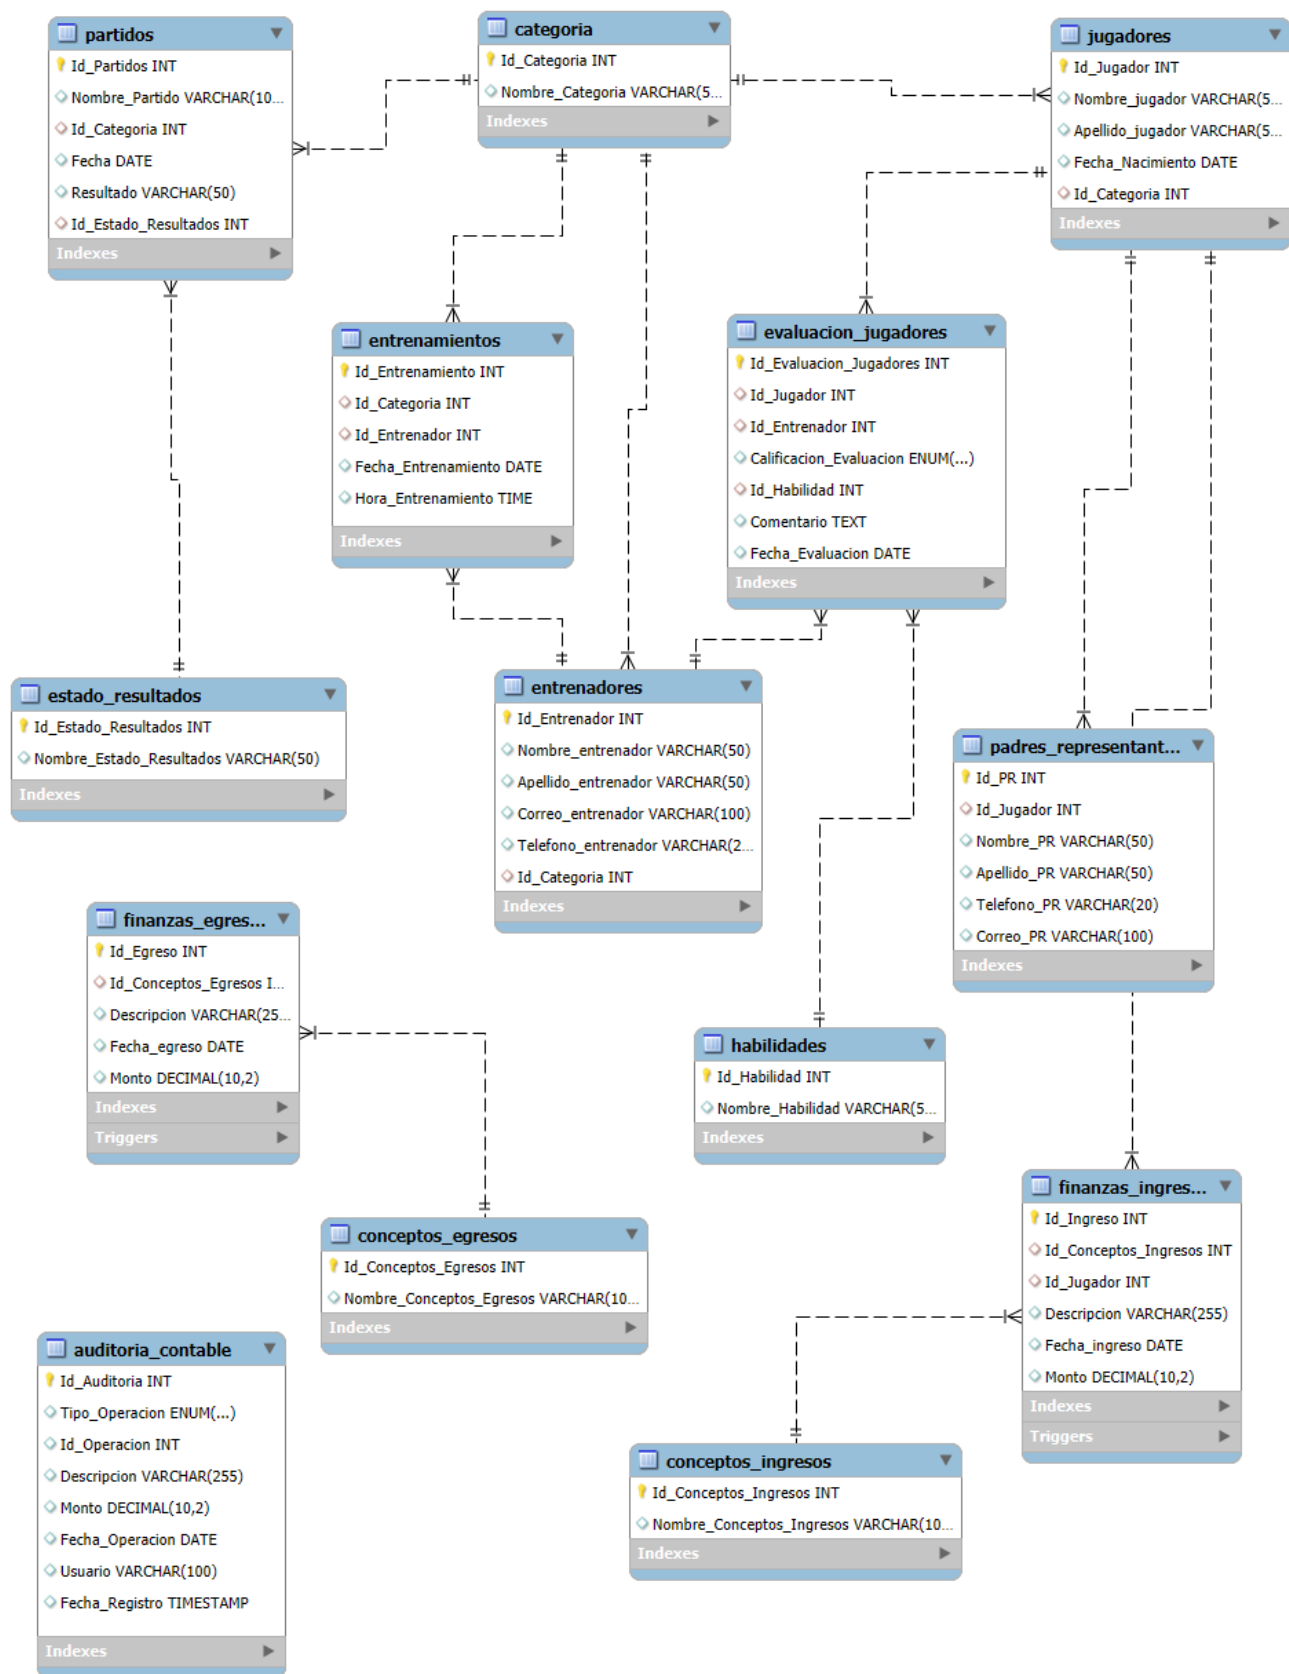 partidos
Id_Partidos INT
Nombre_Partido VARCHAR(10...
Id_Categoria INT
Fecha DATE
Resultado VARCHAR(50)
Id_Estado_Resultados INT
Indexes
categoria
Id_Categoria INT
Nombre_Categoria VARCHAR(5...
Indexes
jugadores
Id_Jugador INT
Nombre_jugador VARCHAR(5...
Apellido_jugador VARCHAR(5...
Fecha_Nacimiento DATE
Id_Categoria INT
Indexes
entrenamientos
Id_Entrenamiento INT
Id_Categoria INT
Id_Entrenador INT
Fecha_Entrenamiento DATE
Hora_Entrenamiento TIME
Indexes
evaluacion_jugadores
Id_Evaluacion_Jugadores INT
Id_Jugador INT
Id_Entrenador INT
Calificacion_Evaluacion ENUM(...)
Id_Habilidad INT
Comentario TEXT
Fecha_Evaluacion DATE
Indexes
estado_resultados
Id_Estado_Resultados INT
Nombre_Estado_Resultados VARCHAR(50)
Indexes
entrenadores
Id_Entrenador INT
Nombre_entrenador VARCHAR(50)
Apellido_entrenador VARCHAR(50)
Correo_entrenador VARCHAR(100)
Telefono_entrenador VARCHAR(2...
Id_Categoria INT
Indexes
padres_representant...
Id_PR INT
Id_Jugador INT
Nombre_PR VARCHAR(50)
Apellido_PR VARCHAR(50)
Telefono_PR VARCHAR(20)
Correo_PR VARCHAR(100)
Indexes
finanzas_egres...
Id_Egreso INT
Id_Conceptos_Egresos I...
Descripcion VARCHAR(25...
Fecha_egreso DATE
Monto DECIMAL(10,2)
Indexes
Triggers
habilidades
Id_Habilidad INT
Nombre_Habilidad VARCHAR(5...
Indexes
finanzas_ingres...
Id_Ingreso INT
Id_Conceptos_Ingresos INT
Id_Jugador INT
Descripcion VARCHAR(255)
Fecha_ingreso DATE
Monto DECIMAL(10,2)
Indexes
Triggers
conceptos_egresos
Id_Conceptos_Egresos INT
Nombre_Conceptos_Egresos VARCHAR(10...
Indexes
auditoria_contable
Id_Auditoria INT
Tipo_Operacion ENUM(...)
Id_Operacion INT
Descripcion VARCHAR(255)
Monto DECIMAL(10,2)
Fecha_Operacion DATE
Usuario VARCHAR(100)
Fecha_Registro TIMESTAMP
Indexes
conceptos_ingresos
Id_Conceptos_Ingresos INT
Nombre_Conceptos_Ingresos VARCHAR(10...
Indexes